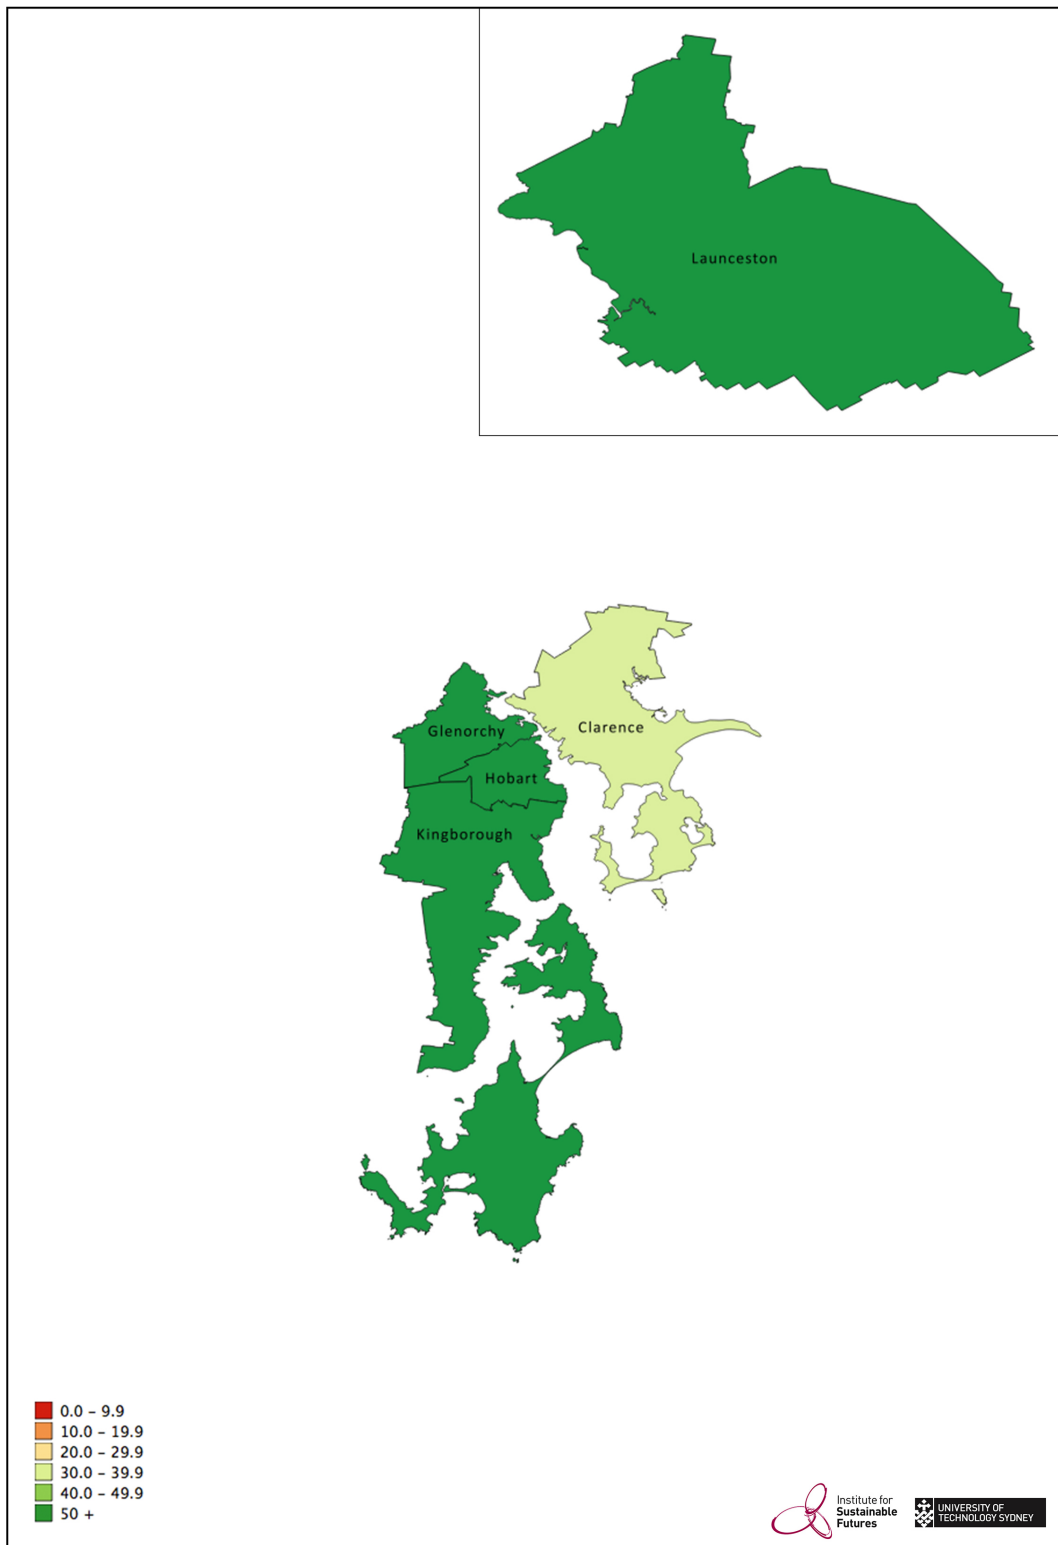 Launceston
Clarence
Glenorchy
Hobart
Kingborough
0.0 – 9.9
10.0 – 19.9
20.0 – 29.9
30.0 – 39.9
40.0 – 49.9
50 +
Institute for
Sustainable
Futures
UNIVERSITY OF
TECHNOLOGY SYDNEY